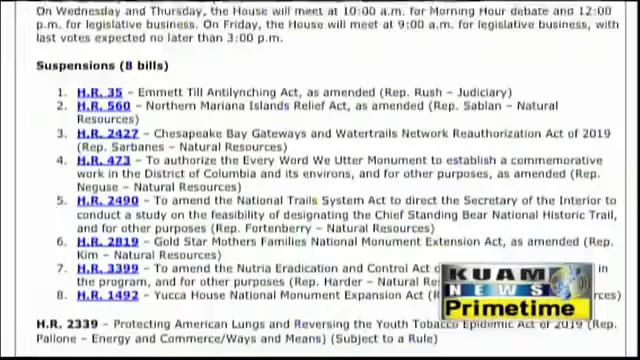 On Wednesday and Thursday, the House will meet at 10:00 a.m. for Morning Hour debate and 12:00
p.m. for legislative business. On Friday, the House will meet at 9:00 a.m. for legislative business, with
last votes expected no later than 3:00 p.m.
Suspensions (8 bills)
1. H.R. 35 – Emmett Till Antilynching Act, as amended (Rep. Rush – Judiciary)
2. H.R. 560 – Northern Mariana Islands Relief Act, as amended (Rep. Sablan – Natural
Resources)
3. H.R. 2427 – Chesapeake Bay Gateways and Watertrails Network Reauthorization Act of 2019
(Rep. Sarbanes – Natural Resources)
4. H.R. 473 – To authorize the Every Word We Utter Monument to establish a commemorative
work in the District of Columbia and its environs, and for other purposes, as amended (Rep.
Neguse – Natural Resources)
5. H.R. 2490 – To amend the National Trails System Act to direct the Secretary of the Interior to
conduct a study on the feasibility of designating the Chief Standing Bear National Historic Trail,
and for other purposes (Rep. Fortenberry – Natural Resources)
6. H.R. 2819 – Gold Star Mothers Families National Monument Extension Act, as amended (Rep.
Kim – Natural Resources)
7. H.R. 3399 – To amend the Nutria Eradication and Control Act in
the program, and for other purposes (Rep. Harder – Natural
8. H.R. 1492 – Yucca House National Monument Expansion Act
H.R. 2339 – Protecting American Lungs and Reversing the Youth Tobacco Epidemic Act of 2019 (Rep.
Pallone – Energy and Commerce/Ways and Means) (Subject to a Rule)
KUAM
NEWS
Primetime